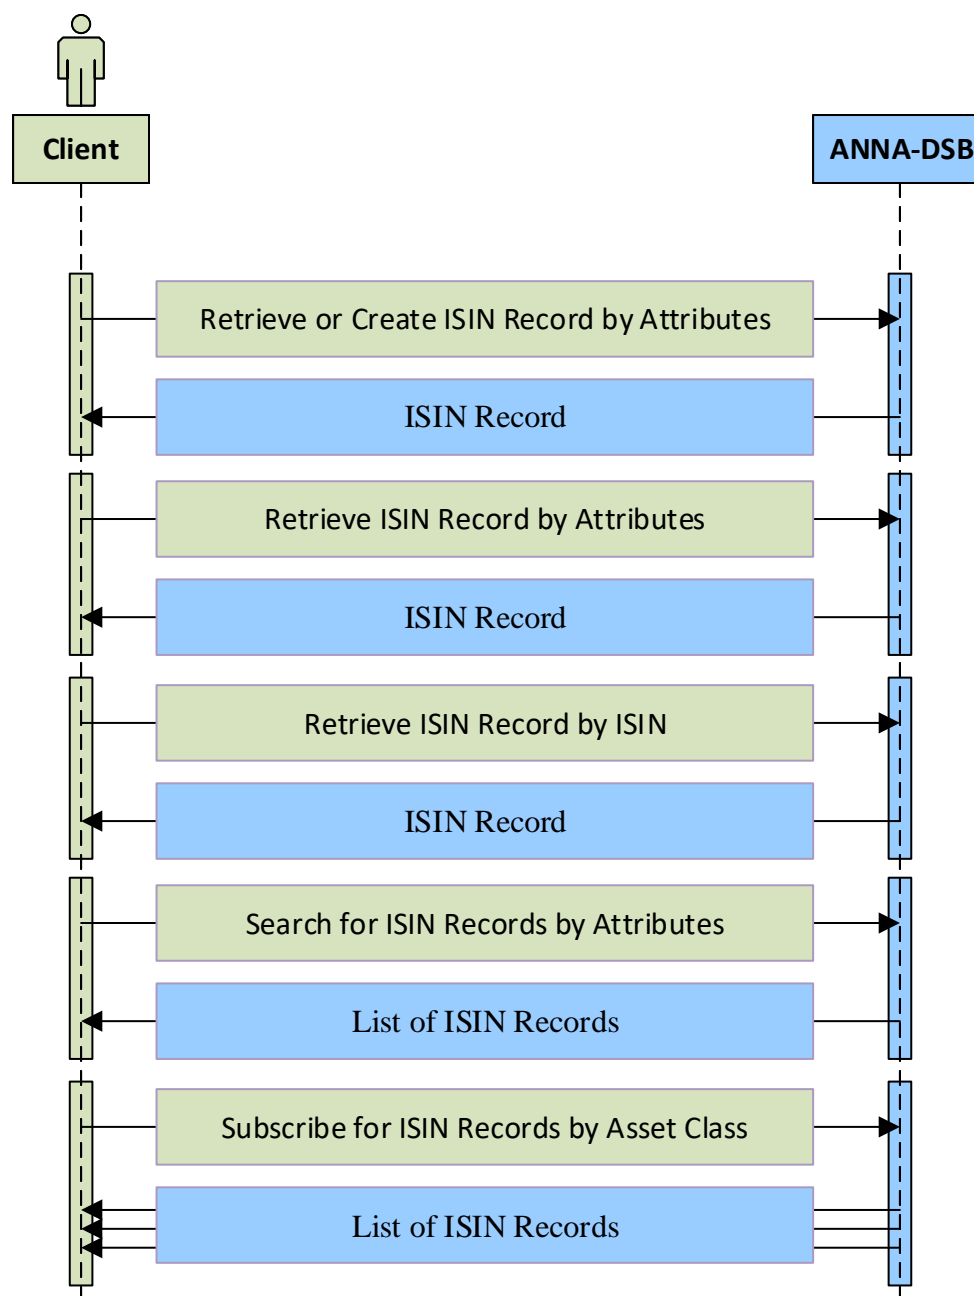 Client
ANNA-DSB
Retrieve or Create ISIN Record by Attributes
ISIN Record
Retrieve ISIN Record by Attributes
ISIN Record
Retrieve ISIN Record by ISIN
ISIN Record
Search for ISIN Records by Attributes
List of ISIN Records
Subscribe for ISIN Records by Asset Class
List of ISIN Records